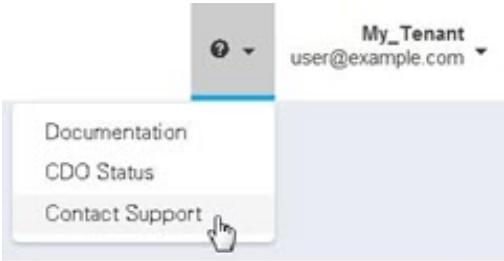 My_Tenant
user@example.com
Documentation
CDO Status
Contact Support